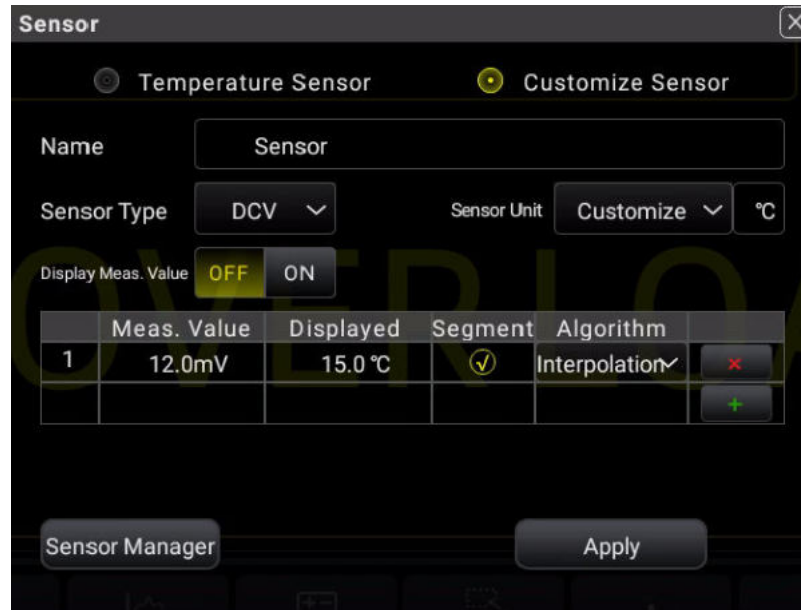 Sensor
Temperature Sensor Customize Sensor
Name Sensor
Sensor Type DCV Sensor Unit Customize °C
Display Meas. Value OFF ON
OVERLOA
Meas. Value Displayed Segment Algorithm
1 12.0mV 15.0 °C √ Interpolation ×
+
Sensor Manager Apply